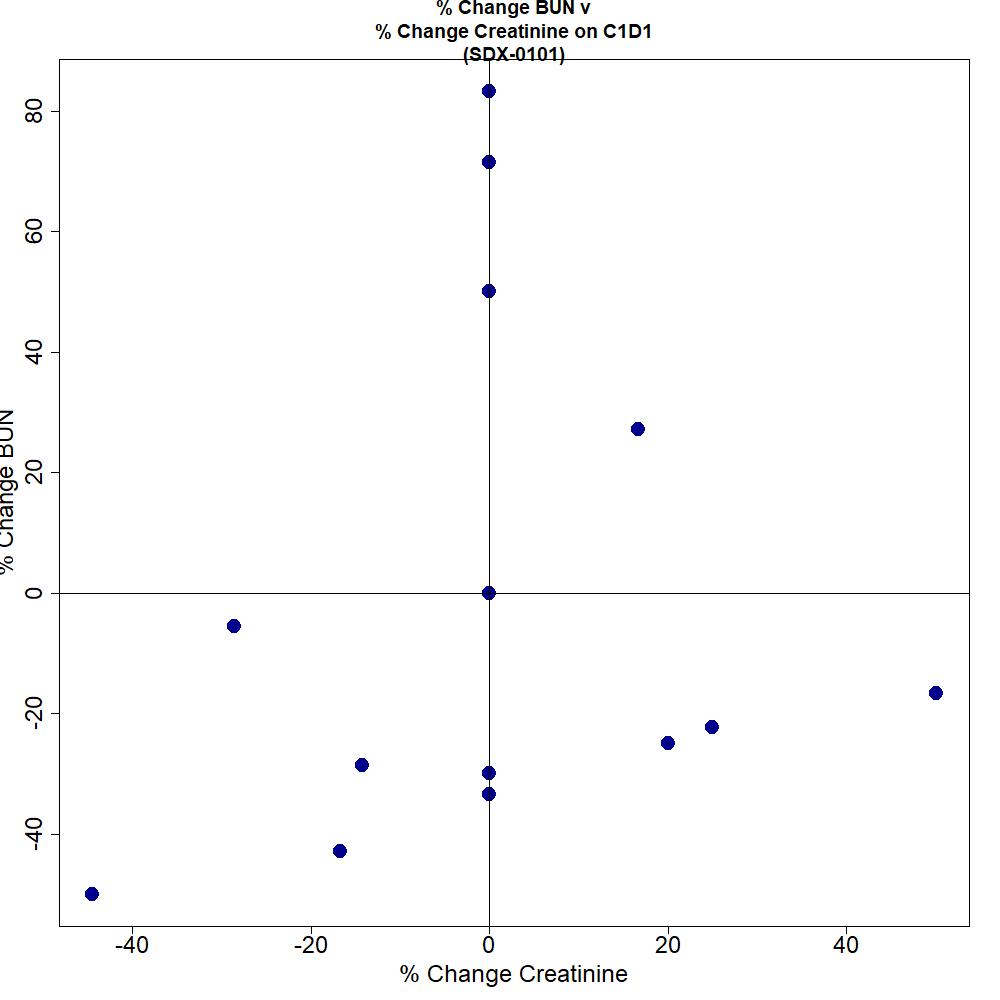 % Change BUN v
% Change Creatinine on C1D1
(SDX-0101)
80
60
40
20
0
-20
-40
% Change BUN
-40
-20
0
20
40
% Change Creatinine